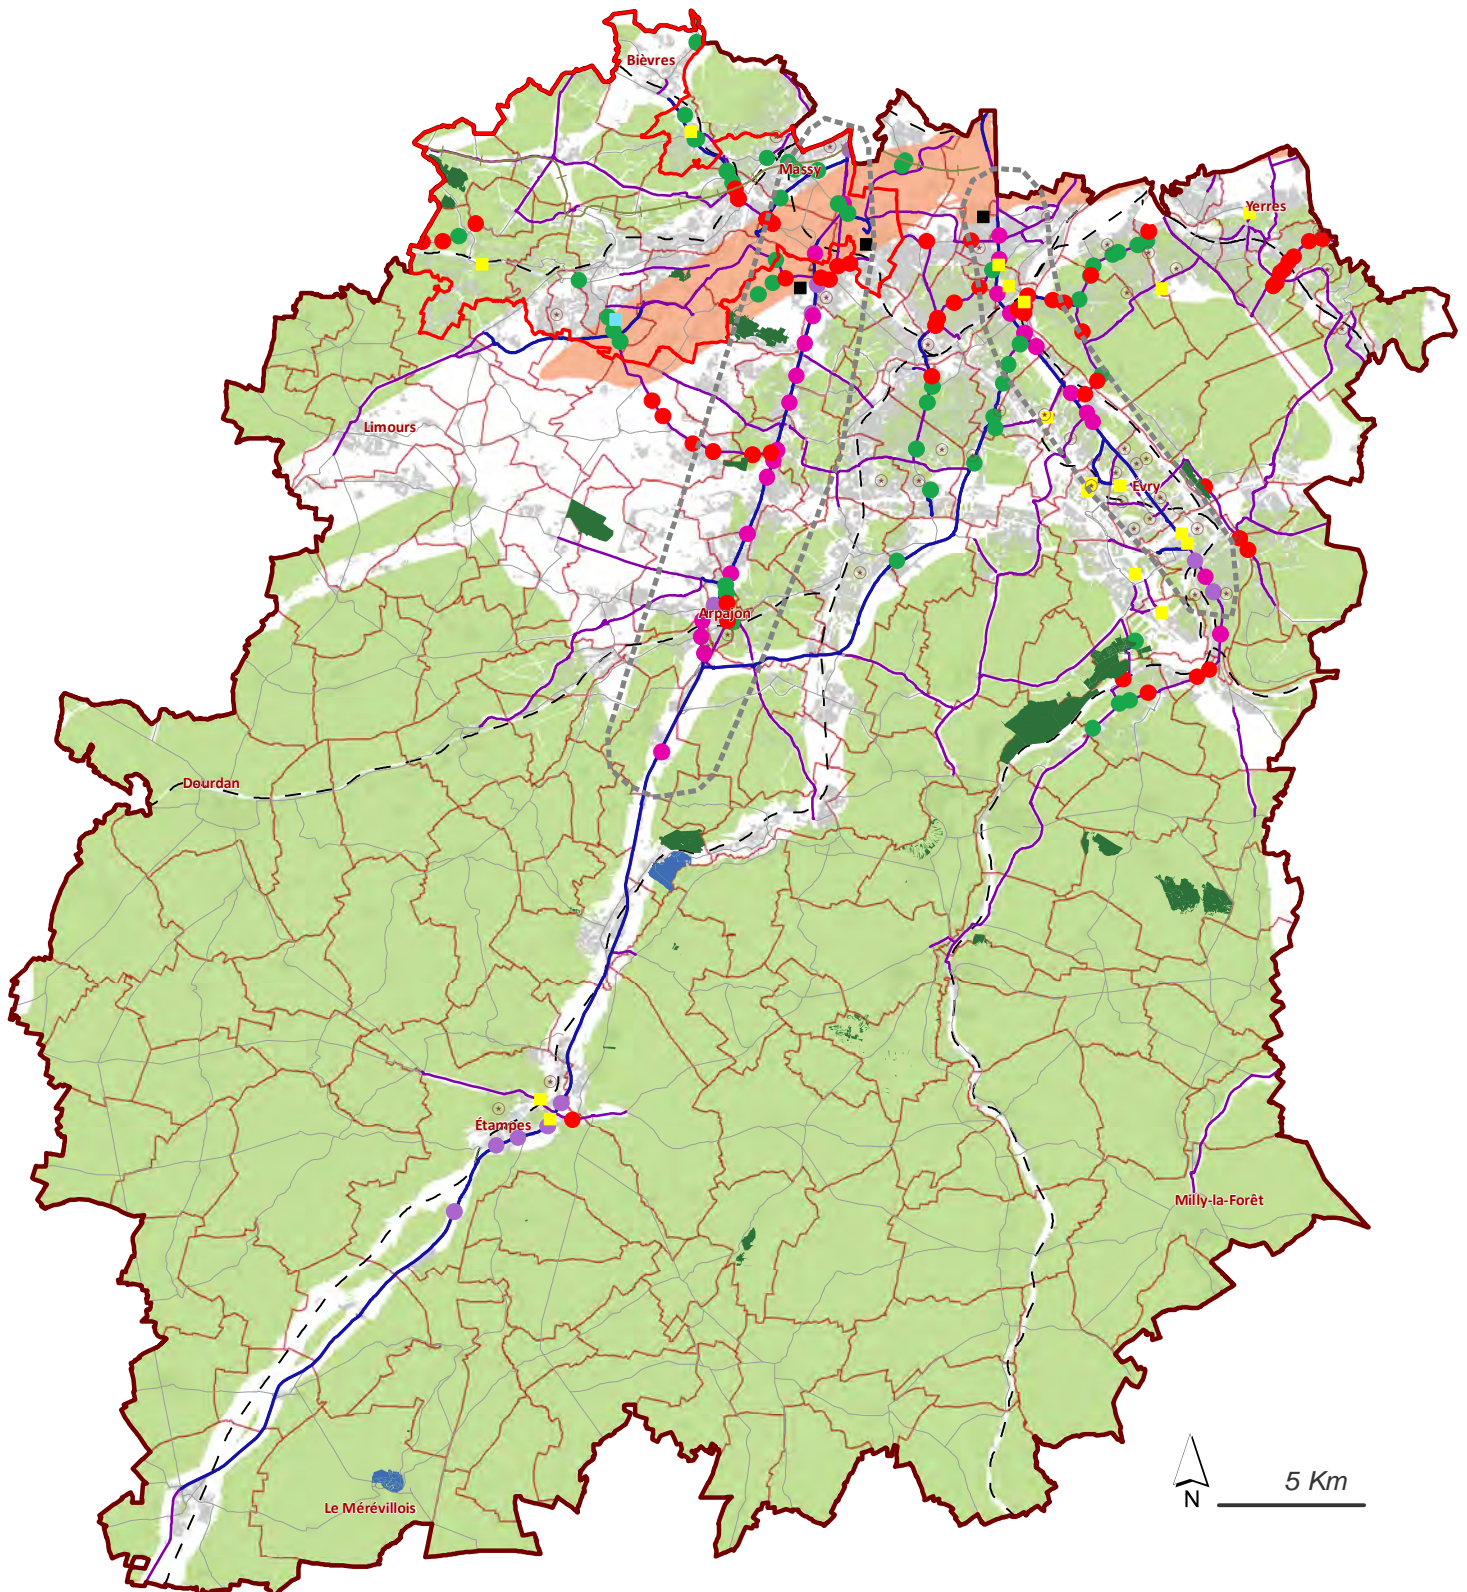 Bièvres
Massy
Yerres
Limours
Evry
Arpajon
Dourdan
Étampes
Milly-la-Forêt
Le Mérévillois
5 Km
N